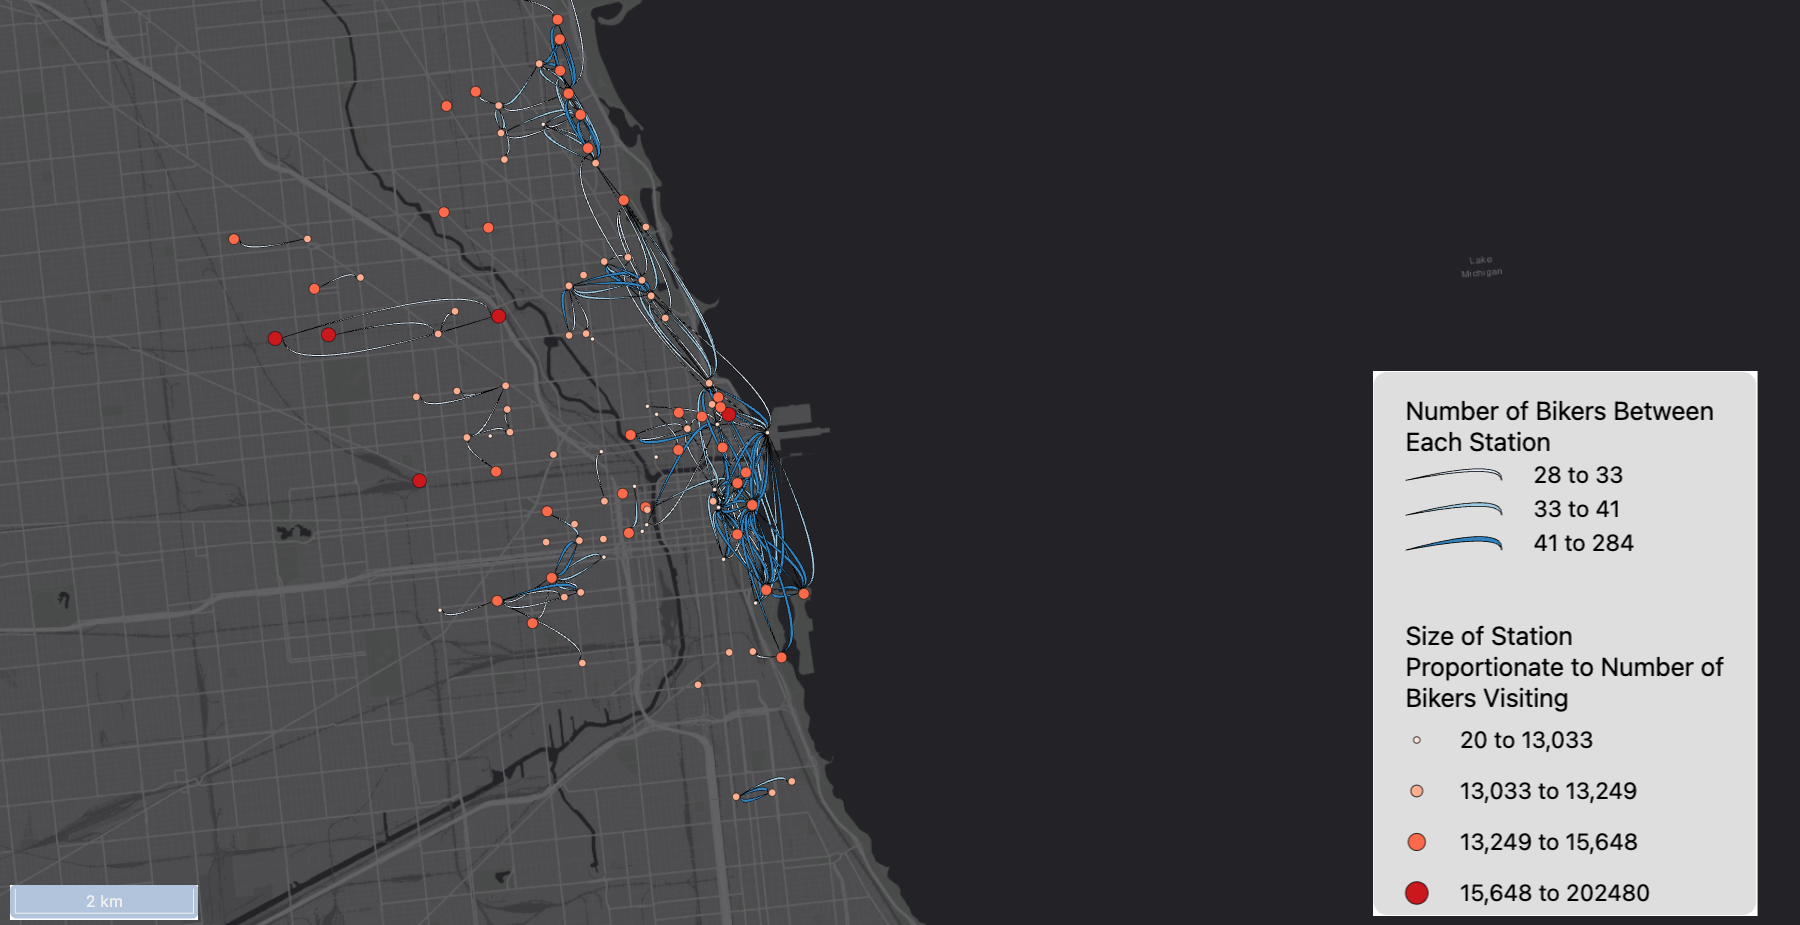 Lake
Michigan
Number of Bikers Between
Each Station
28 to 33
33 to 41
41 to 284
Size of Station
Proportionate to Number of
Bikers Visiting
20 to 13,033
13,033 to 13,249
13,249 to 15,648
15,648 to 202480
2 km